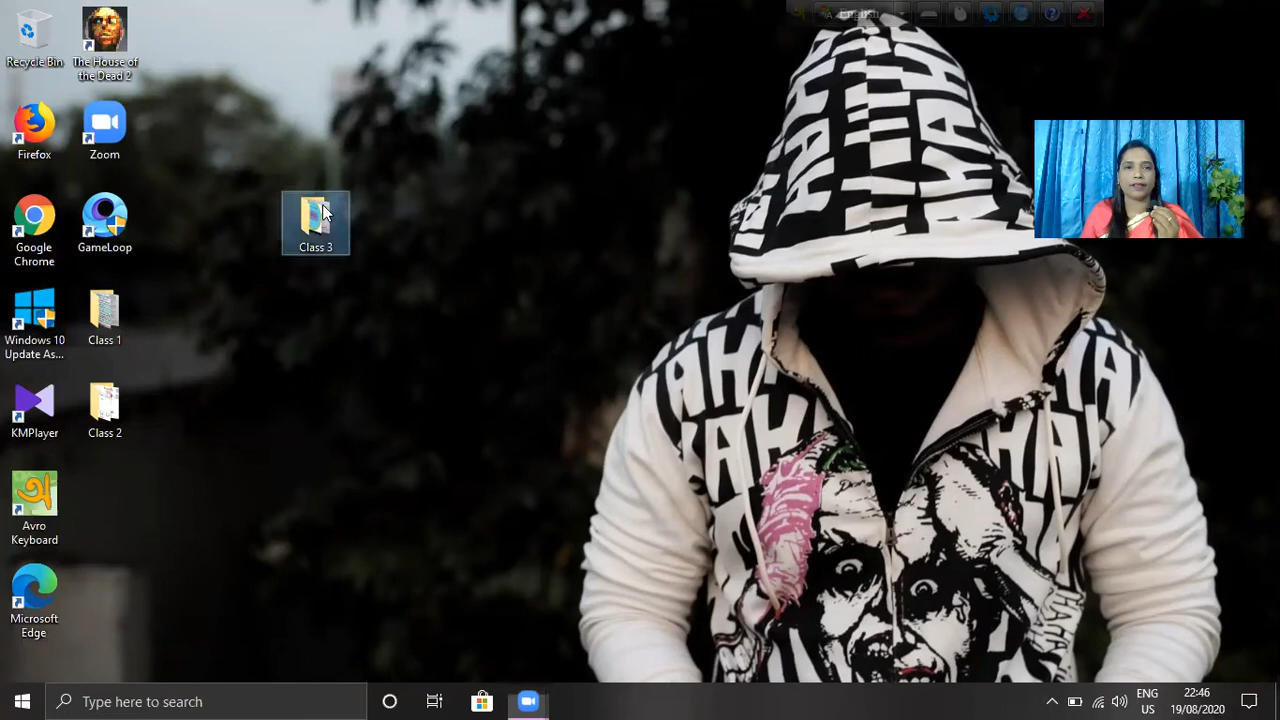 Recycle Bin
The House
of the Dead 2
Firefox
Zoom
Google
Chrome
GameLoop
Class 3
Windows 10
Update As...
Class 1
KMPlayer
Class 2
অ
Avro
Keyboard
Microsoft
Edge
English
Type here to search
ENG
US
22:46
19/08/2020